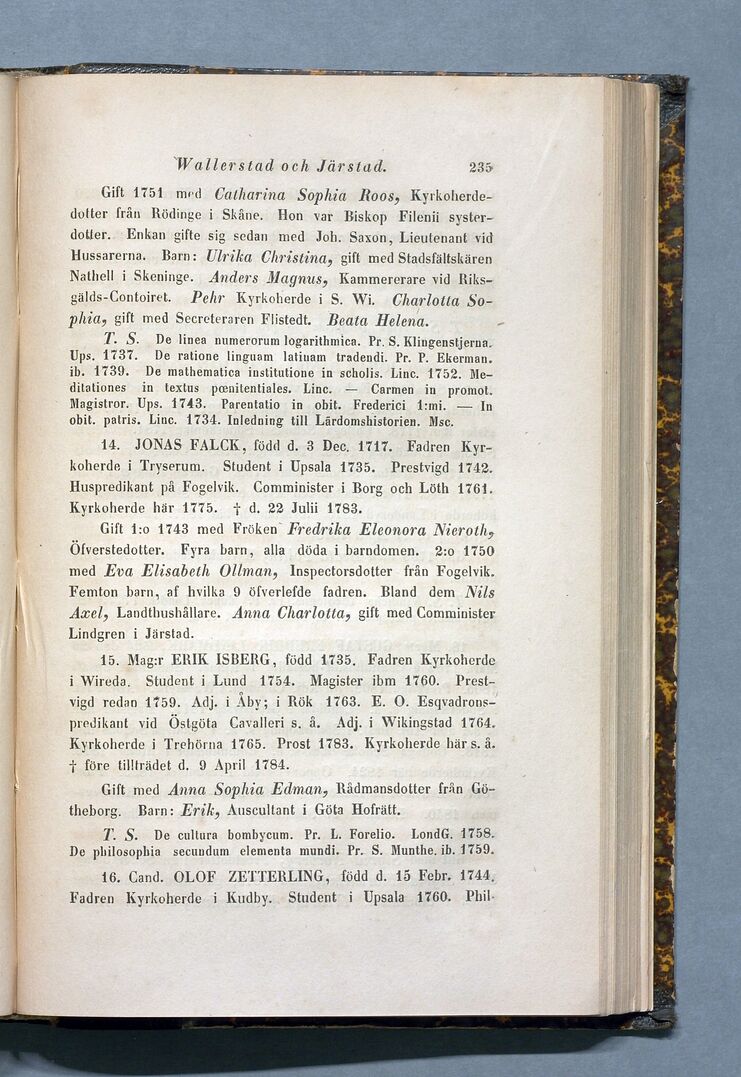 Wallerstad och Järstad. 235
Gift 1751 med Catharina Sophia Roos, Kyrkoherde-
dotter från Rödinge i Skåne. Hon var Biskop Filenii syster-
dotter. Enkan gifte sig sedan med Joh. Saxon, Lieutenant vid
Hussarerna. Barn: Ulrika Christina, gift med Stadsfältskären
Nathell i Skeninge. Anders Magnus, Kammererare vid Riks-
gälds-Contoiret. Pehr Kyrkoherde i S. Wi. Charlotta So-
phia, gift med Secreteraren Flistedt. Beata Helena.
T. S. De linea numerorum logarithmica. Pr. S. Klingenstjerna.
Ups. 1737. De ratione linguam latinam tradendi. Pr. P. Ekerman.
ib. 1739. De mathematica institutione in scholis. Linc. 1752. Me-
ditationes in textus pœnitentiales. Linc. — Carmen in promot.
Magistror. Ups. 1743. Parentatio in obit. Frederici 1:mi. — In
obit. patris. Linc. 1734. Inledning till Lärdomshistorien. Msc.
14. JONAS FALCK, född d. 3 Dec. 1717. Fadren Kyr-
koherde i Tryserum. Student i Upsala 1735. Prestvigd 1742.
Huspredikant på Fogelvik. Comminister i Borg och Löth 1761.
Kyrkoherde här 1775. † d. 22 Julii 1783.
Gift 1:o 1743 med Fröken Fredrika Eleonora Nieroth,
Öfverstedotter. Fyra barn, alla döda i barndomen. 2:o 1750
med Eva Elisabeth Ollman, Inspectorsdotter från Fogelvik.
Femton barn, af hvilka 9 öfverlefde fadren. Bland dem Nils
Axel, Landthushållare. Anna Charlotta, gift med Comminister
Lindgren i Järstad.
15. Mag:r ERIK ISBERG, född 1735. Fadren Kyrkoherde
i Wireda. Student i Lund 1754. Magister ibm 1760. Prest-
vigd redan 1759. Adj. i Åby; i Rök 1763. E. O. Esqvadrons-
predikant vid Östgöta Cavalleri s. å. Adj. i Wikingstad 1764.
Kyrkoherde i Trehörna 1765. Prost 1783. Kyrkoherde här s. å.
† före tillträdet d. 9 April 1784.
Gift med Anna Sophia Edman, Rådmansdotter från Gö-
theborg. Barn: Erik, Auscultant i Göta Hofrätt.
T. S. De cultura bombycum. Pr. L. Forelio. LondG. 1758.
De philosophia secundum elementa mundi. Pr. S. Munthe. ib. 1759.
16. Cand. OLOF ZETTERLING, född d. 15 Febr. 1744.
Fadren Kyrkoherde i Kudby. Student i Upsala 1760. Phil-